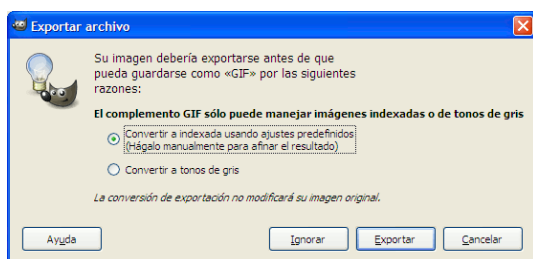 Exportar archivo
Su imagen debería exportarse antes de que
pueda guardarse como «GIF» por las siguientes
razones:
El complemento GIF sólo puede manejar imágenes indexadas o de tonos de gris
Convertir a indexada usando ajustes predefinidos
(Hágalo manualmente para afinar el resultado)
Convertir a tonos de gris
La conversión de exportación no modificará su imagen original.
Ayuda Ignorar Exportar Cancelar